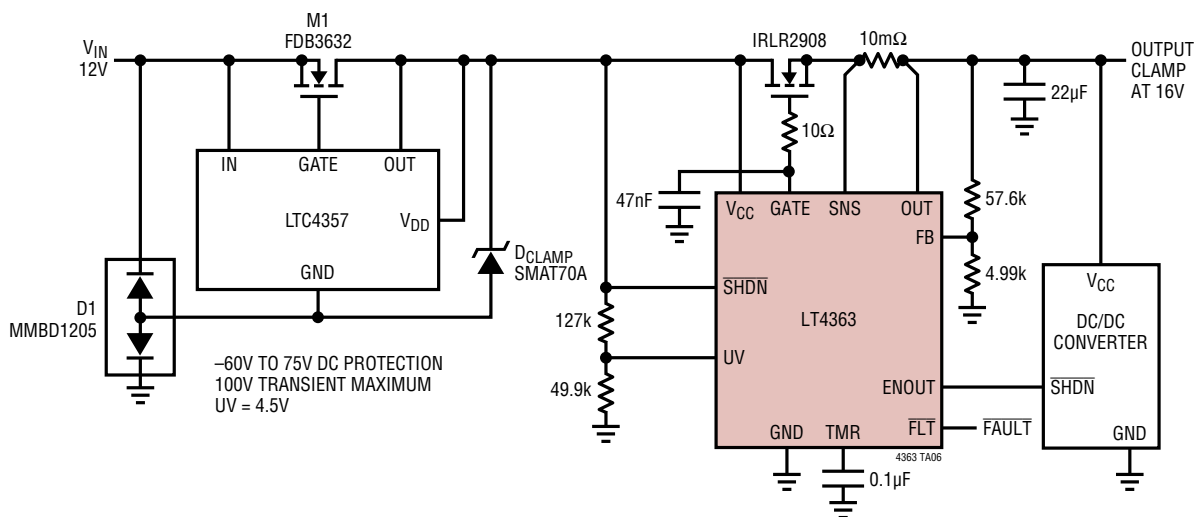 VIN
12V
M1
FDB3632
IRLR2908
10mΩ
OUTPUT
CLAMP
AT 16V
22µF
10Ω
IN
GATE
OUT
LTC4357
VDD
GND
47nF
VCC
GATE
SNS
OUT
57.6k
FB
4.99k
DCLAMP
SMAT70A
D1
MMBD1205
SHDN
127k
LT4363
UV
49.9k
VCC
DC/DC
CONVERTER
–60V TO 75V DC PROTECTION
100V TRANSIENT MAXIMUM
UV = 4.5V
ENOUT
SHDN
GND
TMR
FLT
FAULT
GND
4363 TA06
0.1µF